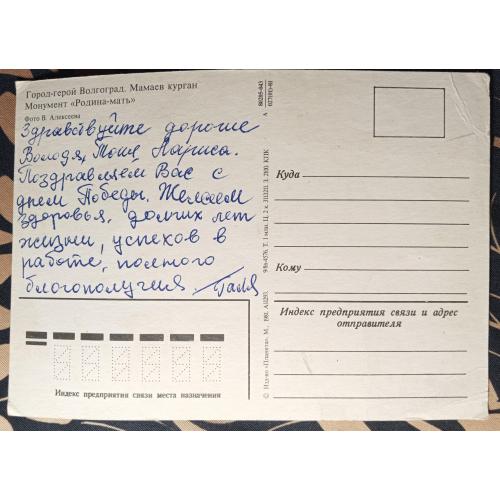 Город-герой Волгоград. Мамаев курган
Монумент «Родина-мать»
Фото В. Алексеева
Здравствуйте дорогие
Володя, Тоня, Лариса.
Поздравляем Вас с
днем Победы. Желаем
здоровья, долгих лет
жизни, успехов в
работе, полного
благополучия. Галя
Индекс предприятия связи места назначения
А
Куда
Кому
Индекс предприятия связи и адрес
отправителя